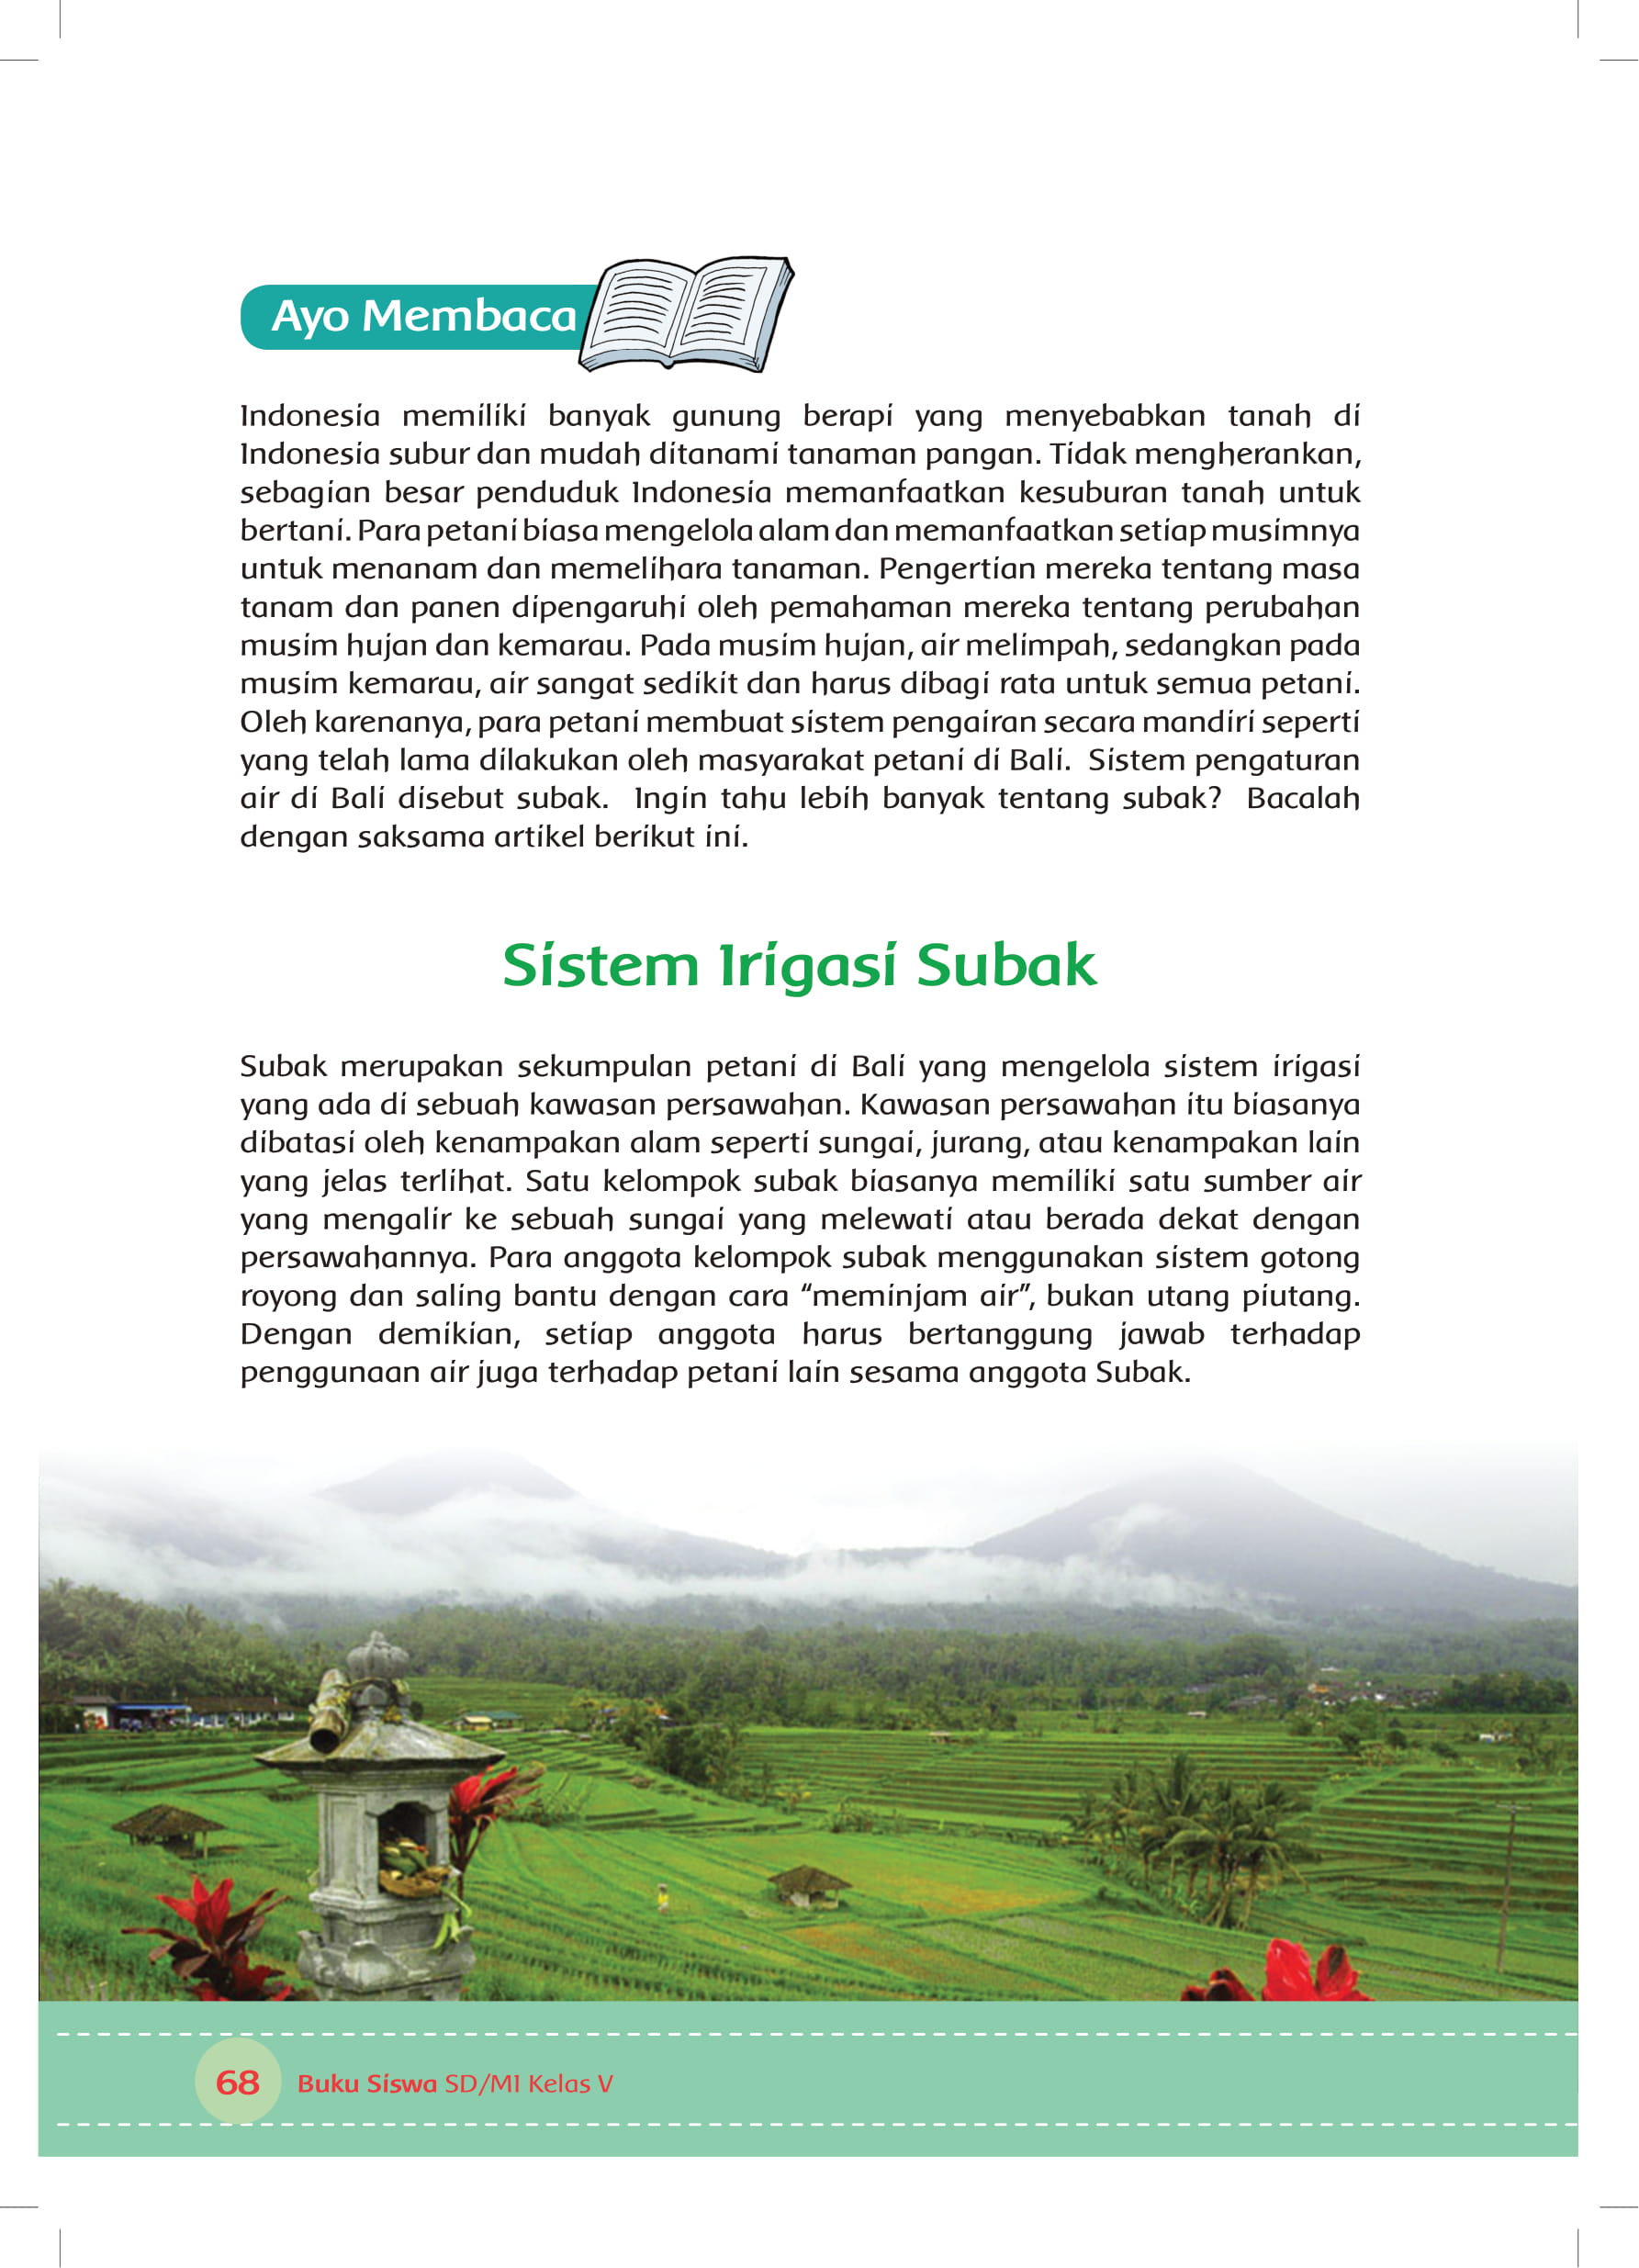 Ayo Membaca
Indonesia memiliki banyak gunung berapi yang menyebabkan tanah di
Indonesia subur dan mudah ditanami tanaman pangan. Tidak mengherankan,
sebagian besar penduduk Indonesia memanfaatkan kesuburan tanah untuk
bertani. Para petani biasa mengelola alam dan memanfaatkan setiap musimnya
untuk menanam dan memelihara tanaman. Pengertian mereka tentang masa
tanam dan panen dipengaruhi oleh pemahaman mereka tentang perubahan
musim hujan dan kemarau. Pada musim hujan, air melimpah, sedangkan pada
musim kemarau, air sangat sedikit dan harus dibagi rata untuk semua petani.
Oleh karenanya, para petani membuat sistem pengairan secara mandiri seperti
yang telah lama dilakukan oleh masyarakat petani di Bali. Sistem pengaturan
air di Bali disebut subak. Ingin tahu lebih banyak tentang subak? Bacalah
dengan saksama artikel berikut ini.
Sistem Irigasi Subak
Subak merupakan sekumpulan petani di Bali yang mengelola sistem irigasi
yang ada di sebuah kawasan persawahan. Kawasan persawahan itu biasanya
dibatasi oleh kenampakan alam seperti sungai, jurang, atau kenampakan lain
yang jelas terlihat. Satu kelompok subak biasanya memiliki satu sumber air
yang mengalir ke sebuah sungai yang melewati atau berada dekat dengan
persawahannya. Para anggota kelompok subak menggunakan sistem gotong
royong dan saling bantu dengan cara “meminjam air”, bukan utang piutang.
Dengan demikian, setiap anggota harus bertanggung jawab terhadap
penggunaan air juga terhadap petani lain sesama anggota Subak.
68 Buku Siswa SD/MI Kelas V